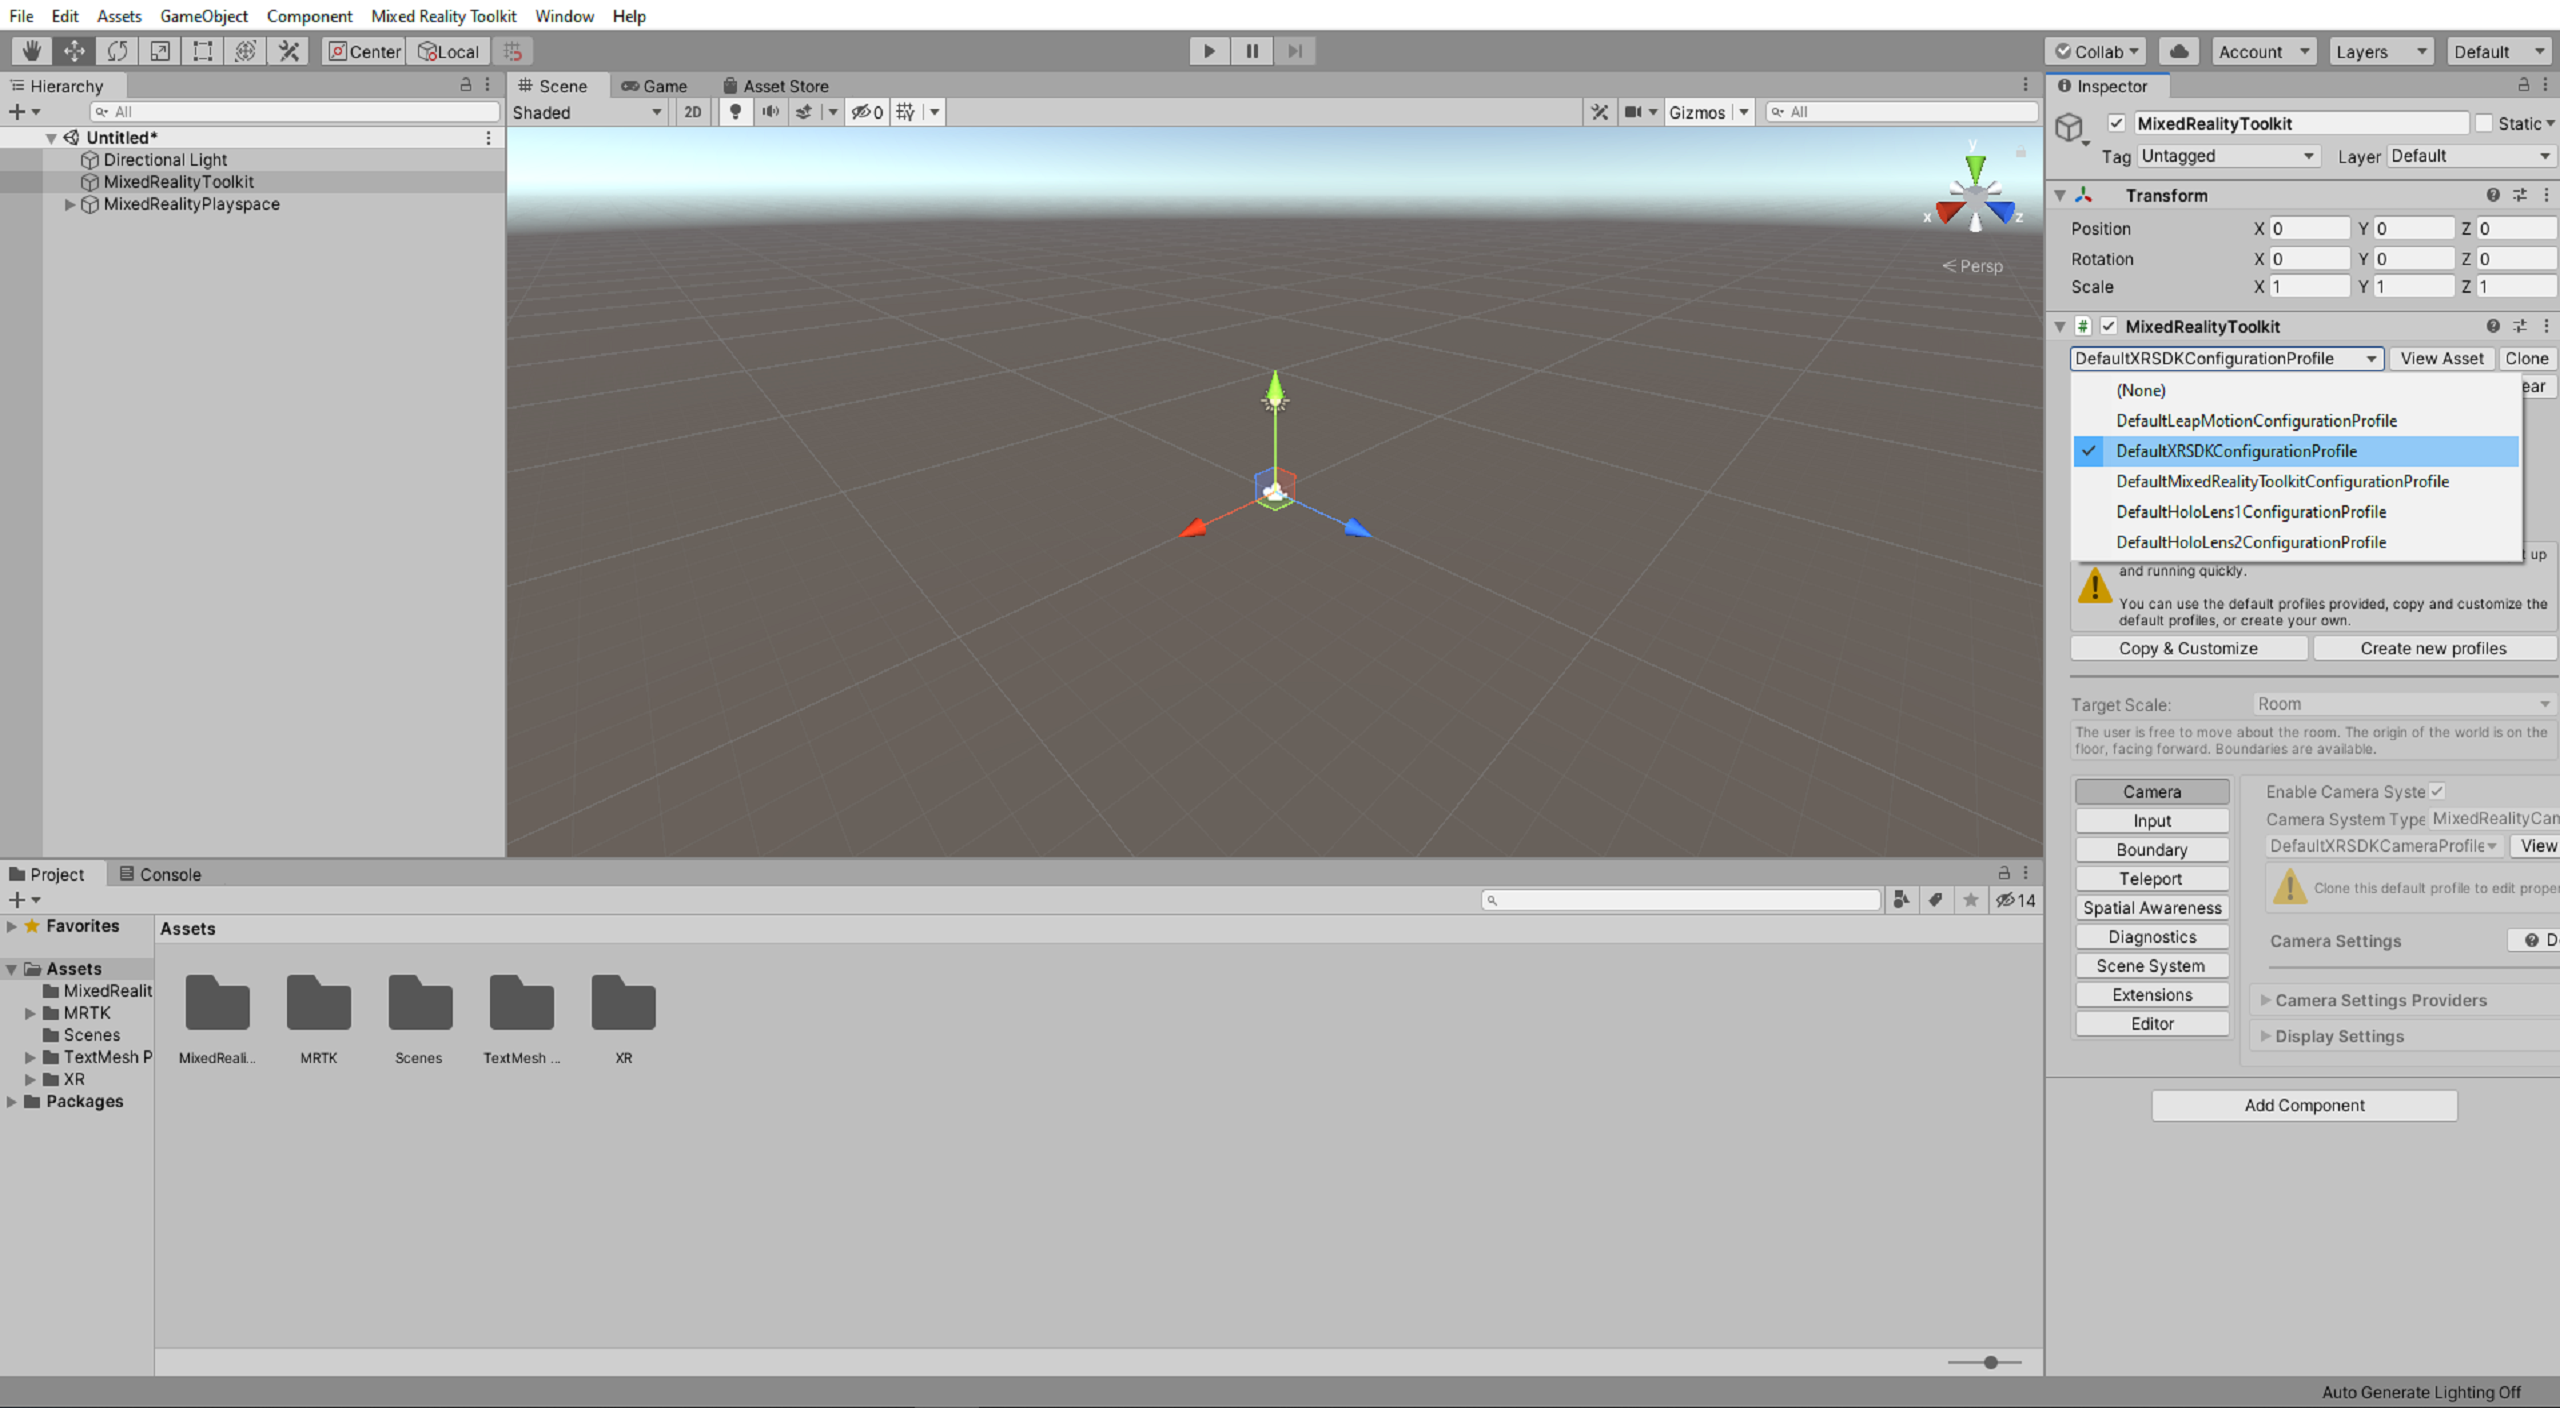 File Edit Assets GameObject Component Mixed Reality Toolkit Window Help
Center Local Collab Account Layers Default
Hierarchy
All
Untitled*
Directional Light
MixedRealityToolkit
MixedRealityPlayspace
Scene Game Asset Store
Shaded 2D 0 Gizmos All
y
x z
Persp
Inspector
MixedRealityToolkit Static
Tag Untagged Layer Default
Transform
Position X 0 Y 0 Z 0
Rotation X 0 Y 0 Z 0
Scale X 1 Y 1 Z 1
MixedRealityToolkit
DefaultXRSDKConfigurationProfile View Asset Clone
ear
(None)
DefaultLeapMotionConfigurationProfile
DefaultXRSDKConfigurationProfile
DefaultMixedRealityToolkitConfigurationProfile
DefaultHoloLens1ConfigurationProfile
DefaultHoloLens2ConfigurationProfile
up
and running quickly.
You can use the default profiles provided, copy and customize the
default profiles, or create your own.
Copy & Customize Create new profiles
Target Scale: Room
The user is free to move about the room. The origin of the world is on the
floor, facing forward. Boundaries are available.
Camera
Input
Boundary
Teleport
Spatial Awareness
Diagnostics
Scene System
Extensions
Editor
Enable Camera Syste
Camera System Type MixedRealityCan
DefaultXRSDKCameraProfile View
Clone this default profile to edit proper
Camera Settings D
Camera Settings Providers
Display Settings
Add Component
Project Console
14
Favorites
Assets
MixedRealit
MRTK
Scenes
TextMesh P
XR
Packages
Assets
MixedReali... MRTK Scenes TextMesh ... XR
Auto Generate Lighting Off